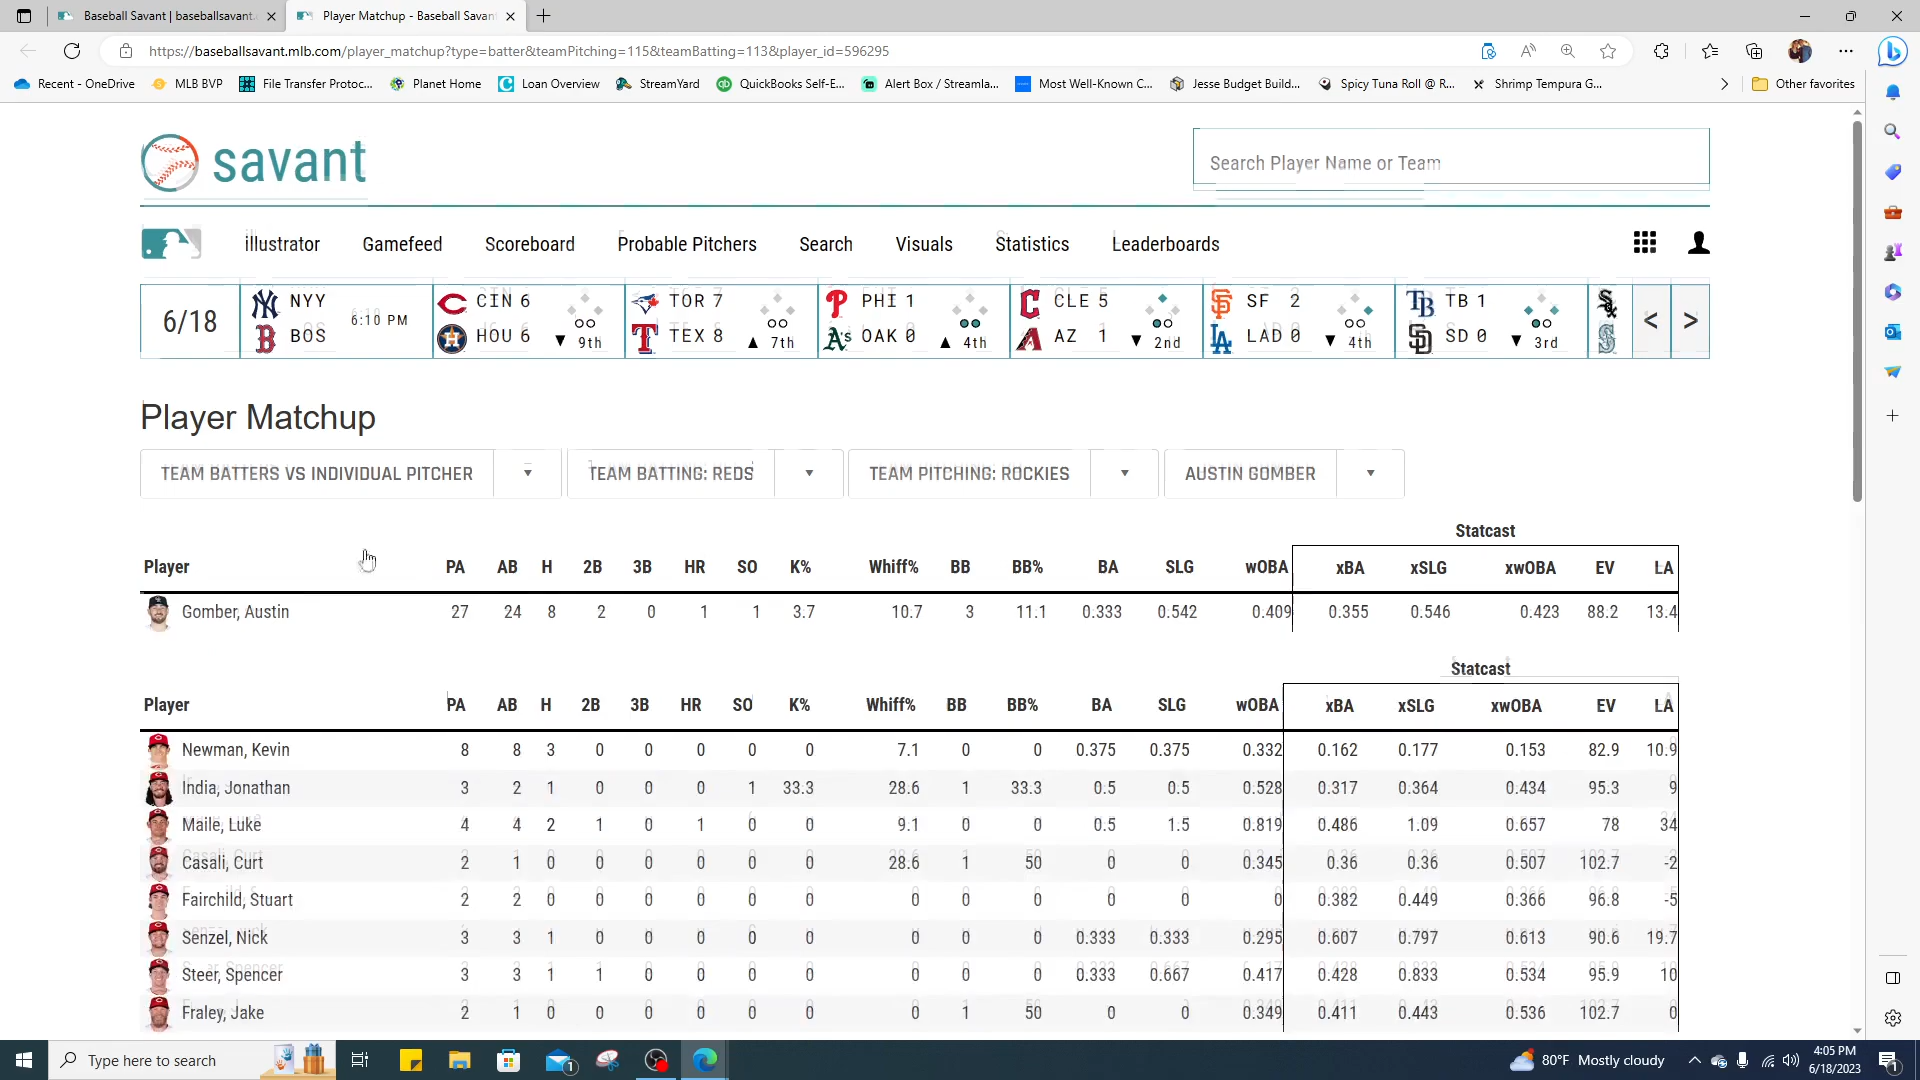 Baseball Savant | baseballsavant.
Player Matchup - Baseball Savant
https://baseballsavant.mlb.com/player_matchup?type=batter&teamPitching=115&teamBatting=113&player_id=596295
Recent - OneDrive MLB BVP File Transfer Protoc... Planet Home Loan Overview StreamYard QuickBooks Self-E... Alert Box / Streamla... Most Well-Known C... Jesse Budget Build... Spicy Tuna Roll @ R... Shrimp Tempura G... Other favorites
savant
Search Player Name or Team
illustrator Gamefeed Scoreboard Probable Pitchers Search Visuals Statistics Leaderboards
6/18
NYY
BOS
6:10 PM
CIN 6
HOU 6 ▼ 9th
TOR 7
TEX 8 ▲ 7th
PHI 1
OAK 0 ▲ 4th
CLE 5
AZ 1 ▼ 2nd
SF 2
LAD 0 ▼ 4th
TB 1
SD 0 ▼ 3rd
< >
Player Matchup
TEAM BATTERS VS INDIVIDUAL PITCHER TEAM BATTING: REDS TEAM PITCHING: ROCKIES AUSTIN GOMBER
Statcast
Player PA AB H 2B 3B HR SO K% Whiff% BB BB% BA SLG wOBA xBA xSLG xwOBA EV LA
Gomber, Austin 27 24 8 2 0 1 1 3.7 10.7 3 11.1 0.333 0.542 0.409 0.355 0.546 0.423 88.2 13.4
Statcast
Player PA AB H 2B 3B HR SO K% Whiff% BB BB% BA SLG wOBA xBA xSLG xwOBA EV LA
Newman, Kevin 8 8 3 0 0 0 0 0 7.1 0 0 0.375 0.375 0.332 0.162 0.177 0.153 82.9 10.9
India, Jonathan 3 2 1 0 0 0 1 33.3 28.6 1 33.3 0.5 0.5 0.528 0.317 0.364 0.434 95.3 9
Maile, Luke 4 4 2 1 0 1 0 0 9.1 0 0 0.5 1.5 0.819 0.486 1.09 0.657 78 34
Casali, Curt 2 1 0 0 0 0 0 0 28.6 1 50 0 0 0.345 0.36 0.36 0.507 102.7 -2
Fairchild, Stuart 2 2 0 0 0 0 0 0 0 0 0 0 0 0 0.382 0.449 0.366 96.8 -5
Senzel, Nick 3 3 1 0 0 0 0 0 0 0 0 0.333 0.333 0.295 0.607 0.797 0.613 90.6 19.7
Steer, Spencer 3 3 1 1 0 0 0 0 0 0 0 0.333 0.667 0.417 0.428 0.833 0.534 95.9 10
Fraley, Jake 2 1 0 0 0 0 0 0 0 1 50 0 0 0.349 0.411 0.443 0.536 102.7 0
Type here to search
80°F Mostly cloudy
4:05 PM
6/18/2023